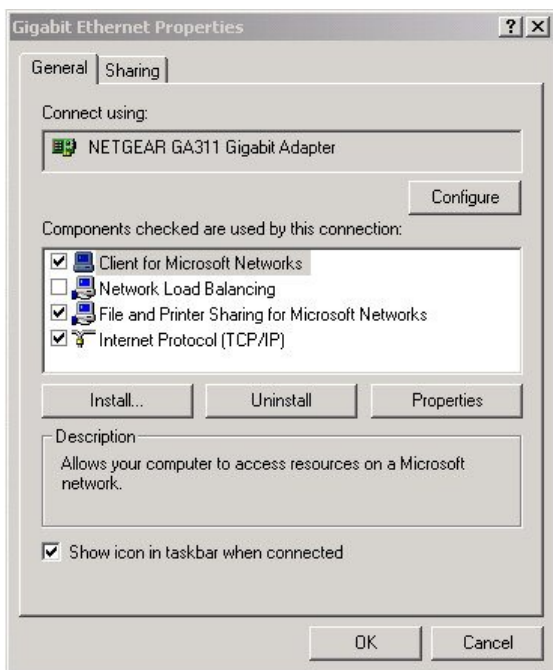 Gigabit Ethernet Properties
General Sharing
Connect using:
NETGEAR GA311 Gigabit Adapter
Configure
Components checked are used by this connection:
Client for Microsoft Networks
Network Load Balancing
File and Printer Sharing for Microsoft Networks
Internet Protocol (TCP/IP)
Install... Uninstall Properties
Description
Allows your computer to access resources on a Microsoft
network.
Show icon in taskbar when connected
OK Cancel